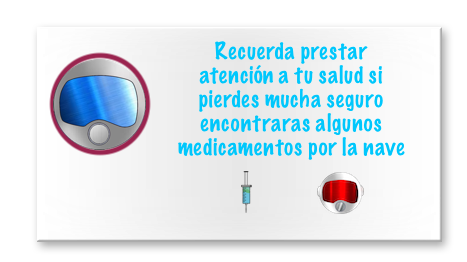 Recuerda prestar
atención a tu salud si
pierdes mucha seguro
encontraras algunos
medicamentos por la nave